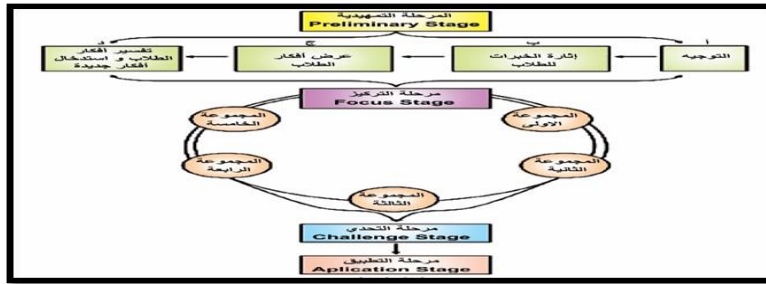 المرحلة التمهيدية
Preliminary Stage
أ
ب
ج
د
التوجيه
إثارة الخبرات
للطلاب
عرض أفكار
الطلاب
تفسير أفكار
الطلاب و استدخال
أفكار جديدة
مرحلة التركيز
Focus Stage
المجموعة
الأولى
المجموعة
الخامسة
المجموعة
الثانية
المجموعة
الرابعة
المجموعة
الثالثة
مرحلة التحدي
Challenge Stage
مرحلة التطبيق
Aplication Stage